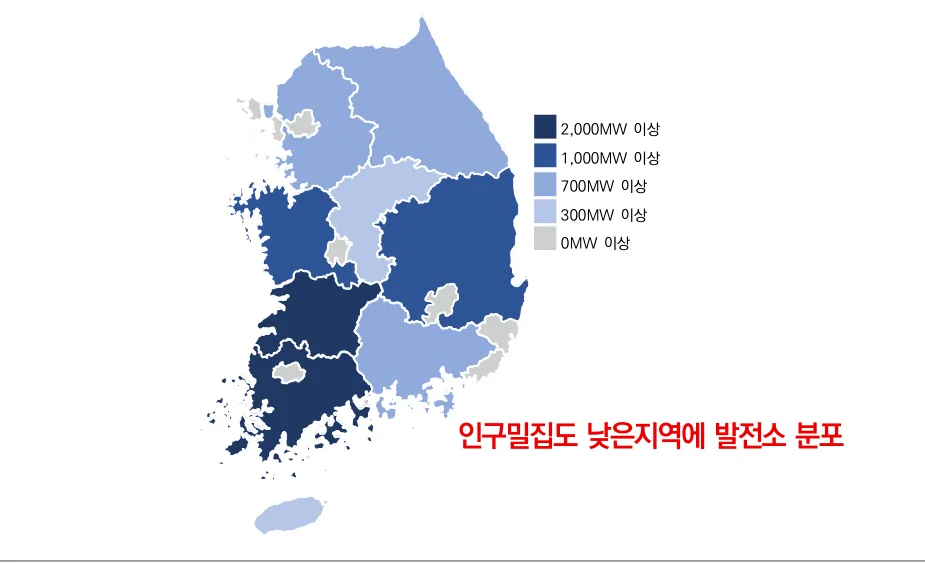 2,000MW 이상
1,000MW 이상
700MW 이상
300MW 이상
0MW 이상
인구밀집도 낮은지역에 발전소 분포